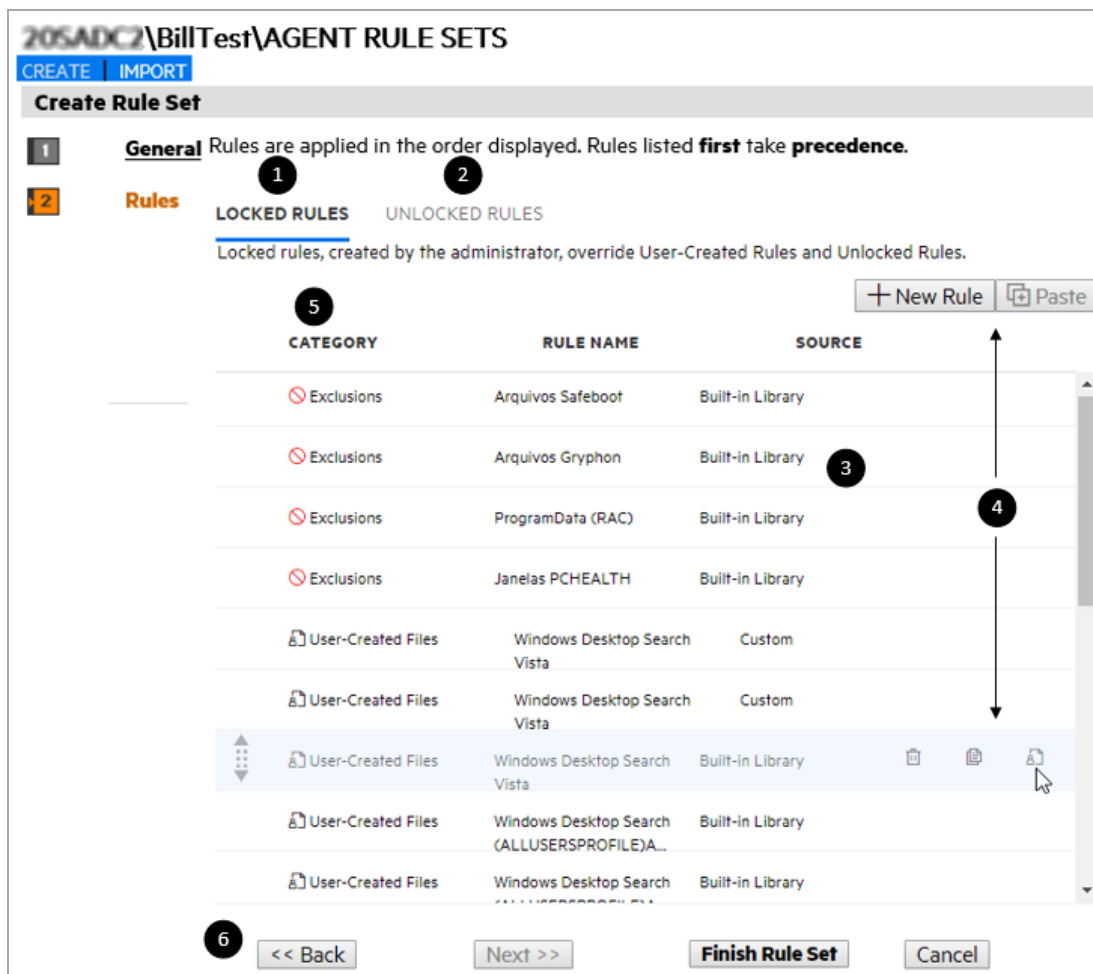 \BillTest\AGENT RULE SETS
CREATE | IMPORT
Create Rule Set
1 General Rules are applied in the order displayed. Rules listed first take precedence.
1 2
2 Rules
LOCKED RULES UNLOCKED RULES
Locked rules, created by the administrator, override User-Created Rules and Unlocked Rules.
New Rule Paste
5
CATEGORY RULE NAME SOURCE
Exclusions Arquivos Safeboot Built-in Library
Exclusions Arquivos Gryphon Built-in Library
3
Exclusions ProgramData (RAC) Built-in Library
4
Exclusions Janelas PCHEALTH Built-in Library
User-Created Files Windows Desktop Search Custom
Vista
User-Created Files Windows Desktop Search Custom
Vista
User-Created Files Windows Desktop Search Built-in Library
Vista
User-Created Files Windows Desktop Search Built-in Library
(ALLUSERSPROFILE)A...
User-Created Files Windows Desktop Search Built-in Library
6
<< Back Next >> Finish Rule Set Cancel